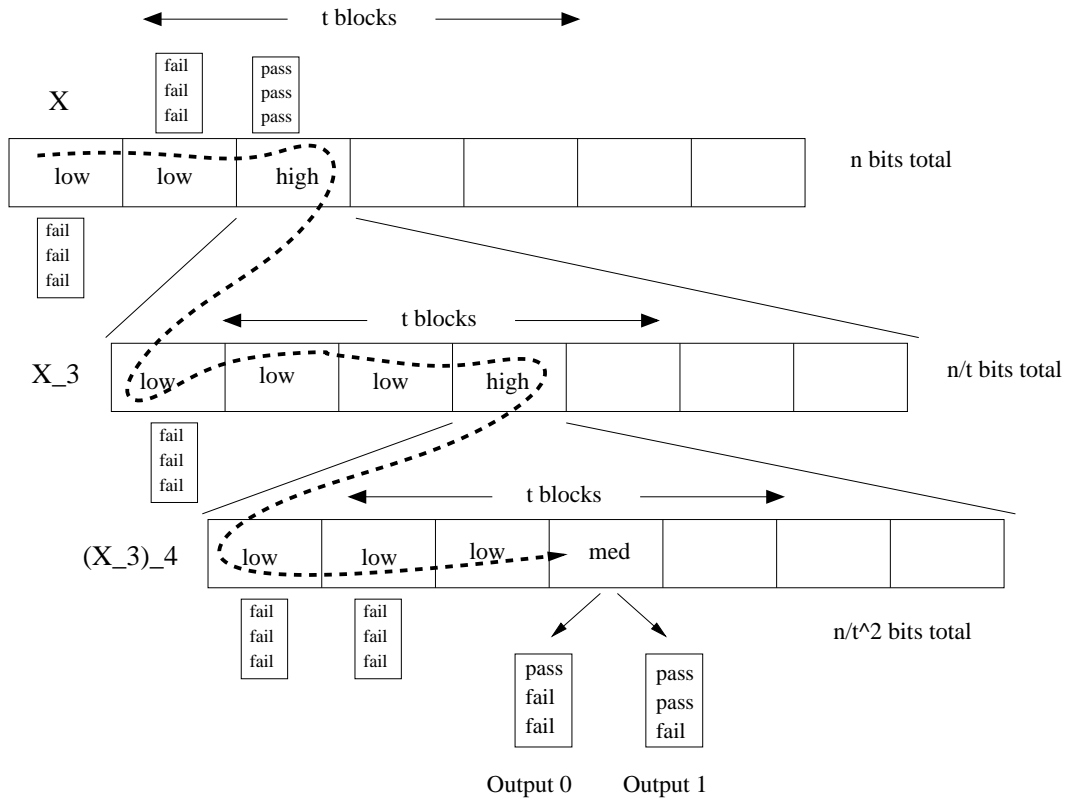 t blocks
fail
fail
fail
pass
pass
pass
X
low
low
high
n bits total
fail
fail
fail
t blocks
X_3
low
low
low
high
n/t bits total
fail
fail
fail
t blocks
(X_3)_4
low
low
low
med
fail
fail
fail
fail
fail
fail
n/t^2 bits total
pass
fail
fail
pass
pass
fail
Output 0
Output 1